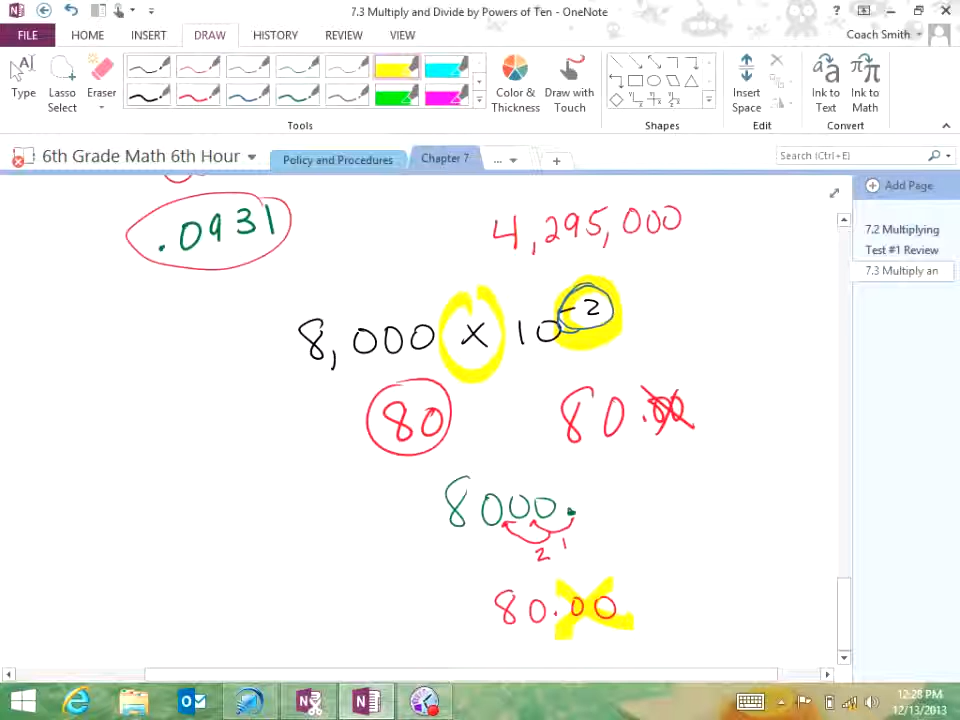 7.3 Multiply and Divide by Powers of Ten - OneNote
FILE HOME INSERT DRAW HISTORY REVIEW VIEW Coach Smith
Type Lasso Select Eraser Color & Thickness Draw with Touch Insert Space Ink to Text Ink to Math
Tools Shapes Edit Convert
6th Grade Math 6th Hour Policy and Procedures Chapter 7 ... + Search (Ctrl+E)
Add Page
7.2 Multiplying
Test #1 Review
7.3 Multiply an
.0931
4,295,000
8,000 × 10⁻²
80 80.00
8000.
2 1
80.00
12:28 PM
12/13/2013